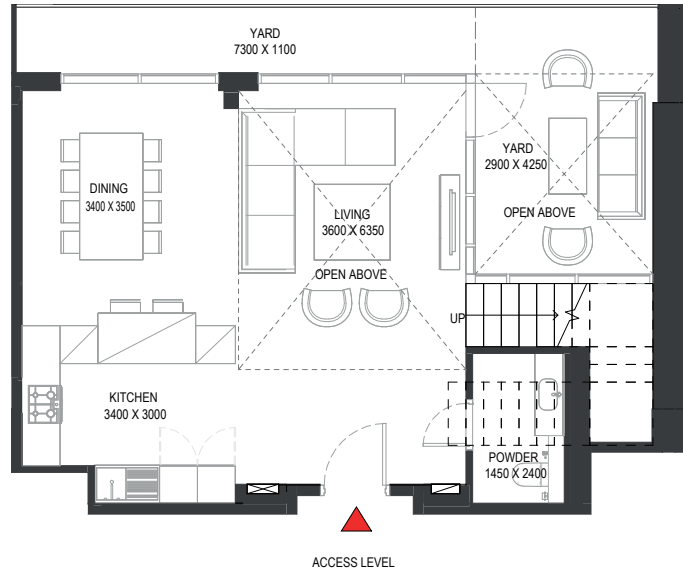 YARD
7300 X 1100
YARD
2900 X 4250
OPEN ABOVE
DINING
3400 X 3500
LIVING
3600 X 6350
OPEN ABOVE
UP
KITCHEN
3400 X 3000
POWDER
1450 X 2400
ACCESS LEVEL